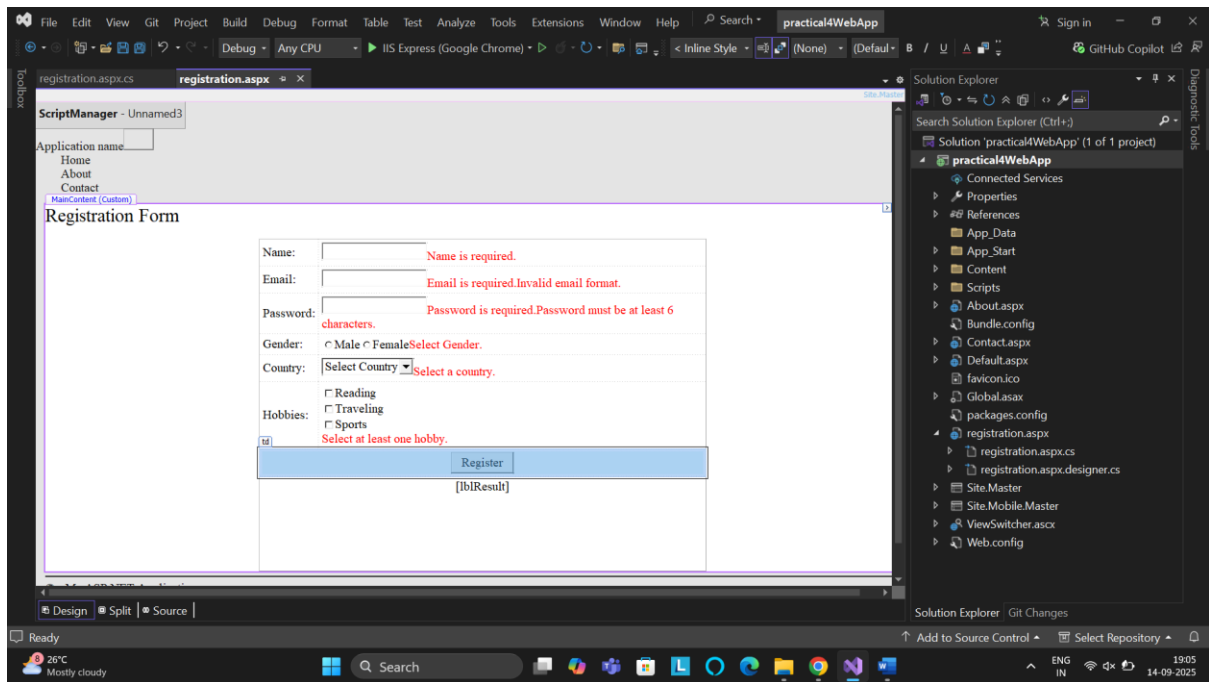 File Edit View Git Project Build Debug Format Table Test Analyze Tools Extensions Window Help Search practical4WebApp Sign in
Debug Any CPU IIS Express (Google Chrome) < Inline Style (None) (Defaul B I U A GitHub Copilot
Toolbox
registration.aspx.cs registration.aspx
Site.Master
ScriptManager - Unnamed3
Application name
Home
About
Contact
MainContent (Custom)
Registration Form
Name: Name is required.
Email: Email is required.Invalid email format.
Password: Password is required.Password must be at least 6
characters.
Gender: Male Female Select Gender.
Country: Select Country Select a country.
Hobbies:
Reading
Traveling
Sports
Select at least one hobby.
td
Register
[lblResult]
Design Split Source
Solution Explorer
Search Solution Explorer (Ctrl+;)
Solution 'practical4WebApp' (1 of 1 project)
practical4WebApp
Connected Services
Properties
References
App_Data
App_Start
Content
Scripts
About.aspx
Bundle.config
Contact.aspx
Default.aspx
favicon.ico
Global.asax
packages.config
registration.aspx
registration.aspx.cs
registration.aspx.designer.cs
Site.Master
Site.Mobile.Master
ViewSwitcher.ascx
Web.config
Solution Explorer Git Changes
Diagnostic Tools
Ready Add to Source Control Select Repository
8 26°C
Mostly cloudy
Search
ENG
IN
19:05
14-09-2025